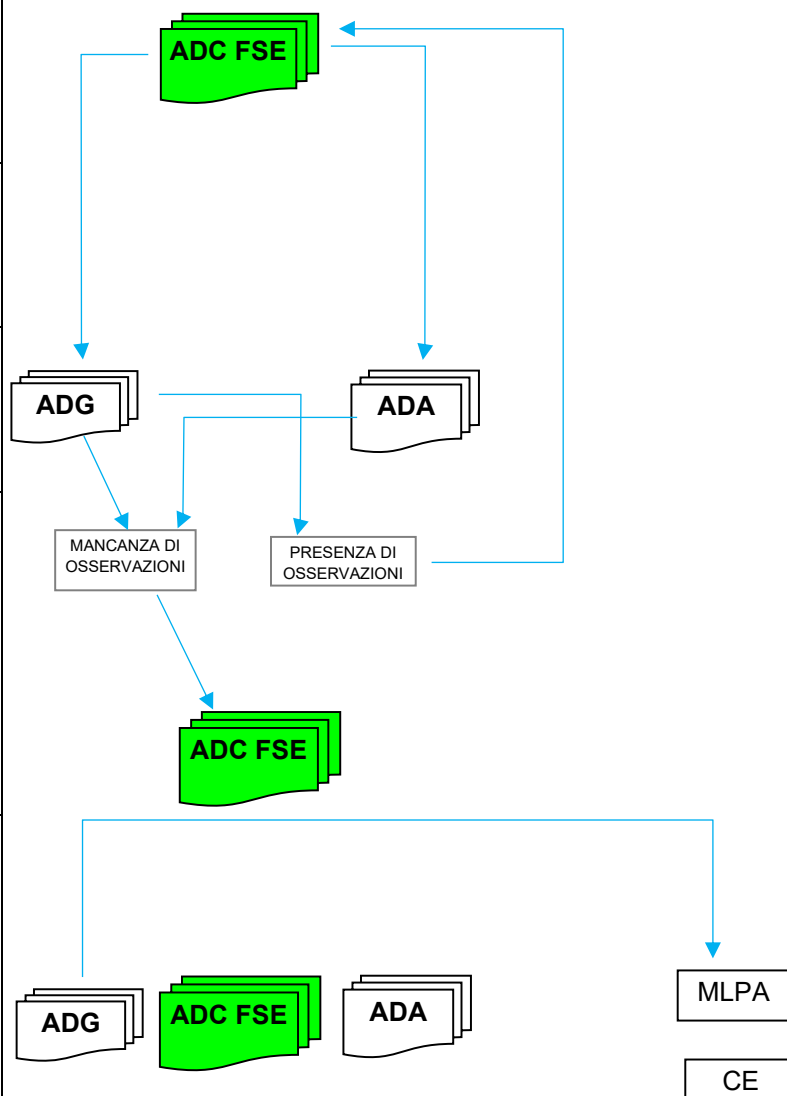 ADC FSE
ADG
ADA
MANCANZA DI
OSSERVAZIONI
PRESENZA DI
OSSERVAZIONI
ADC FSE
ADG
ADC FSE
ADA
MLPA
CE